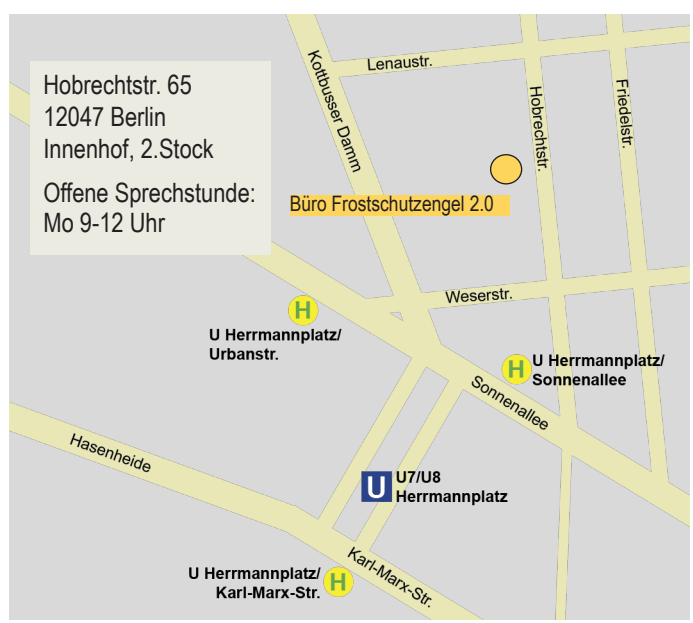 Hobrechtstr. 65
12047 Berlin
Innenhof, 2.Stock
Offene Sprechstunde:
Mo 9-12 Uhr
Kottbusser Damm
Lenaustr.
Hobrechtstr.
Friedelstr.
Büro Frostschutzengel 2.0
Weserstr.
H
U Herrmannplatz/
Urbanstr.
H
U Herrmannplatz/
Sonnenallee
Sonnenallee
Hasenheide
U
U7/U8
Herrmannplatz
Karl-Marx-Str.
U Herrmannplatz/
Karl-Marx-Str.
H